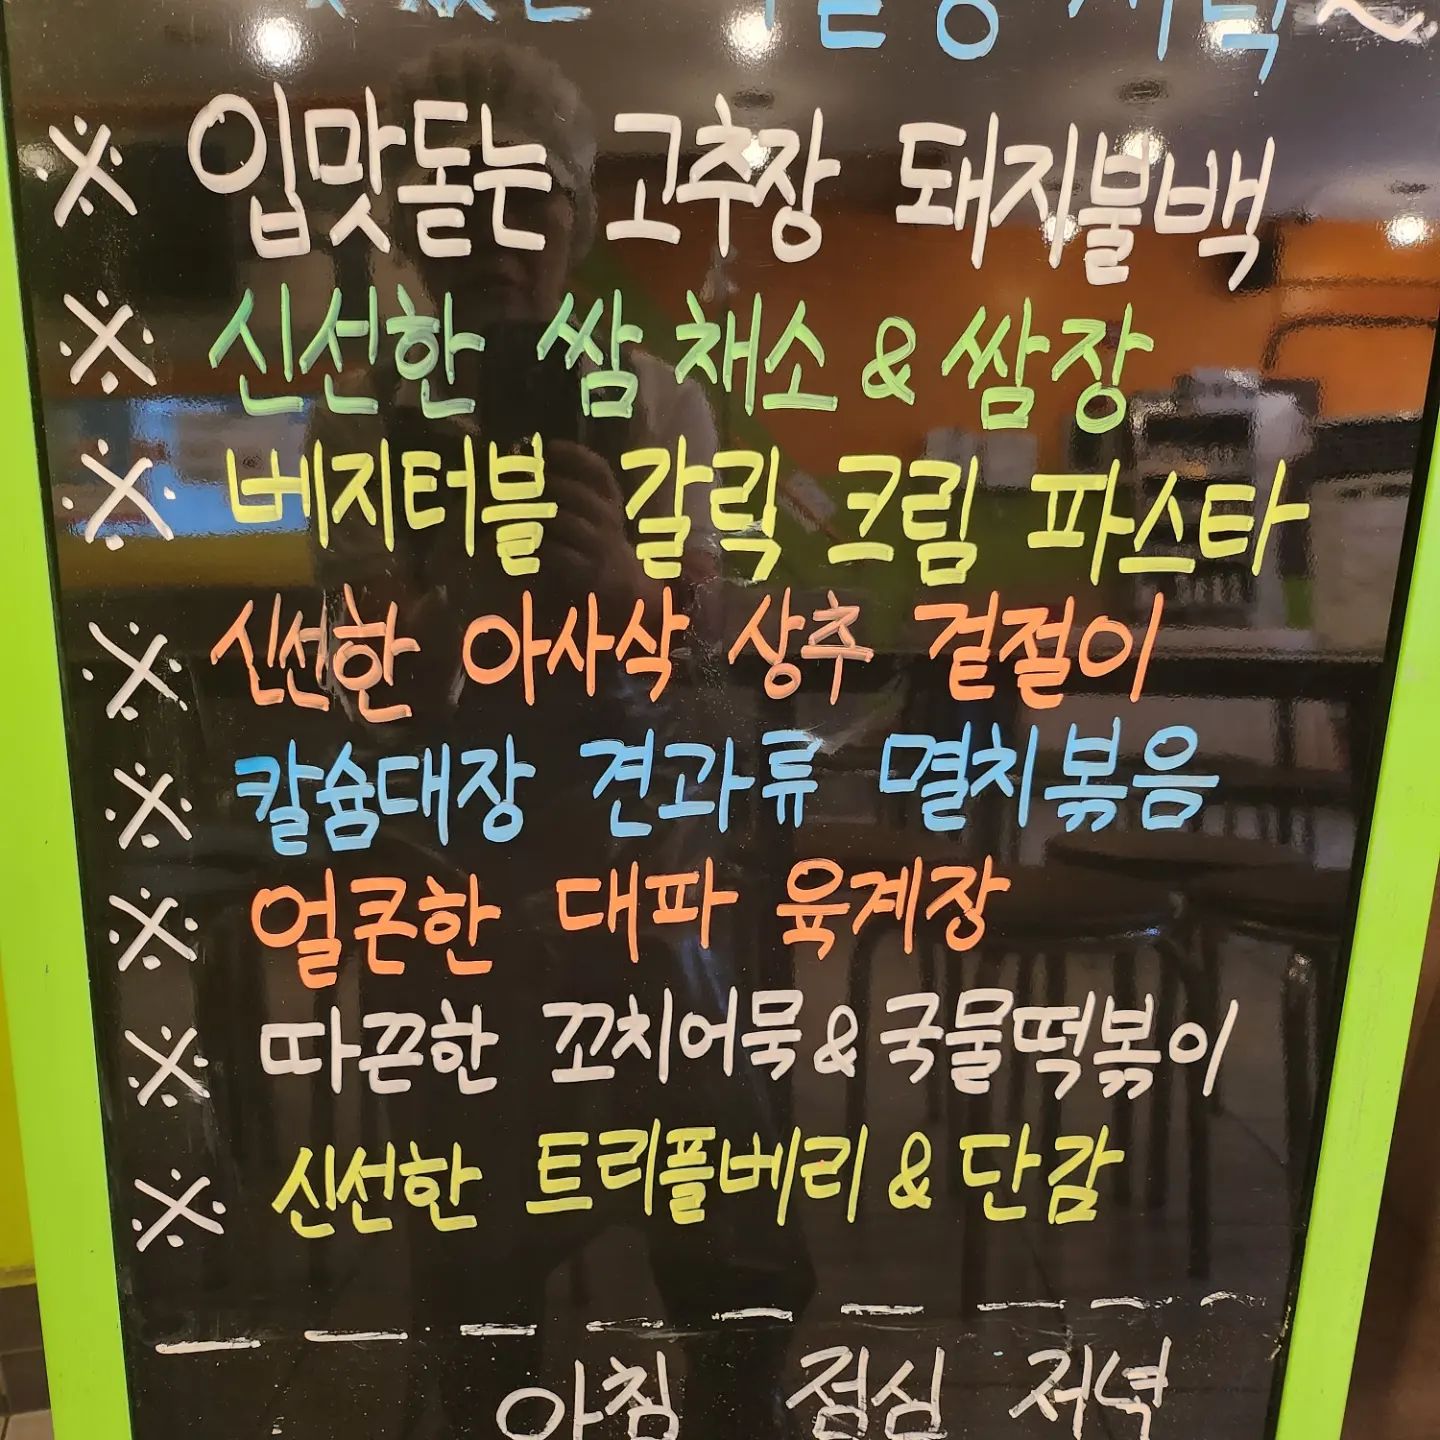 ※ 입맛돋는 고추장 돼지불백
※ 신선한 쌈채소 & 쌈장
※ 베지터블 갈릭 크림 파스타
※ 신선한 아사삭 상추 겉절이
※ 칼슘대장 견과류 멸치볶음
※ 얼큰한 대파 육계장
※ 따끈한 꼬치어묵 & 국물떡볶이
※ 신선한 트리플베리 & 단감
아침 점심 저녁